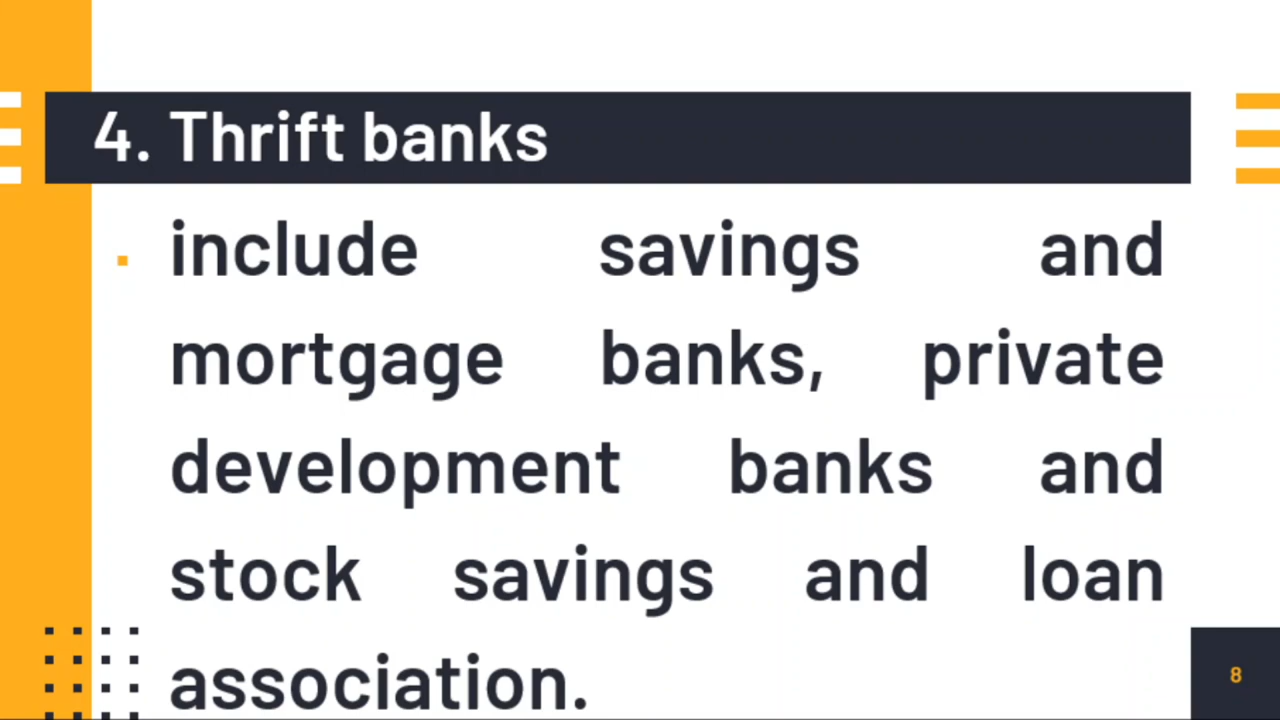 4. Thrift banks
include savings and
mortgage banks, private
development banks and
stock savings and loan
association.
8